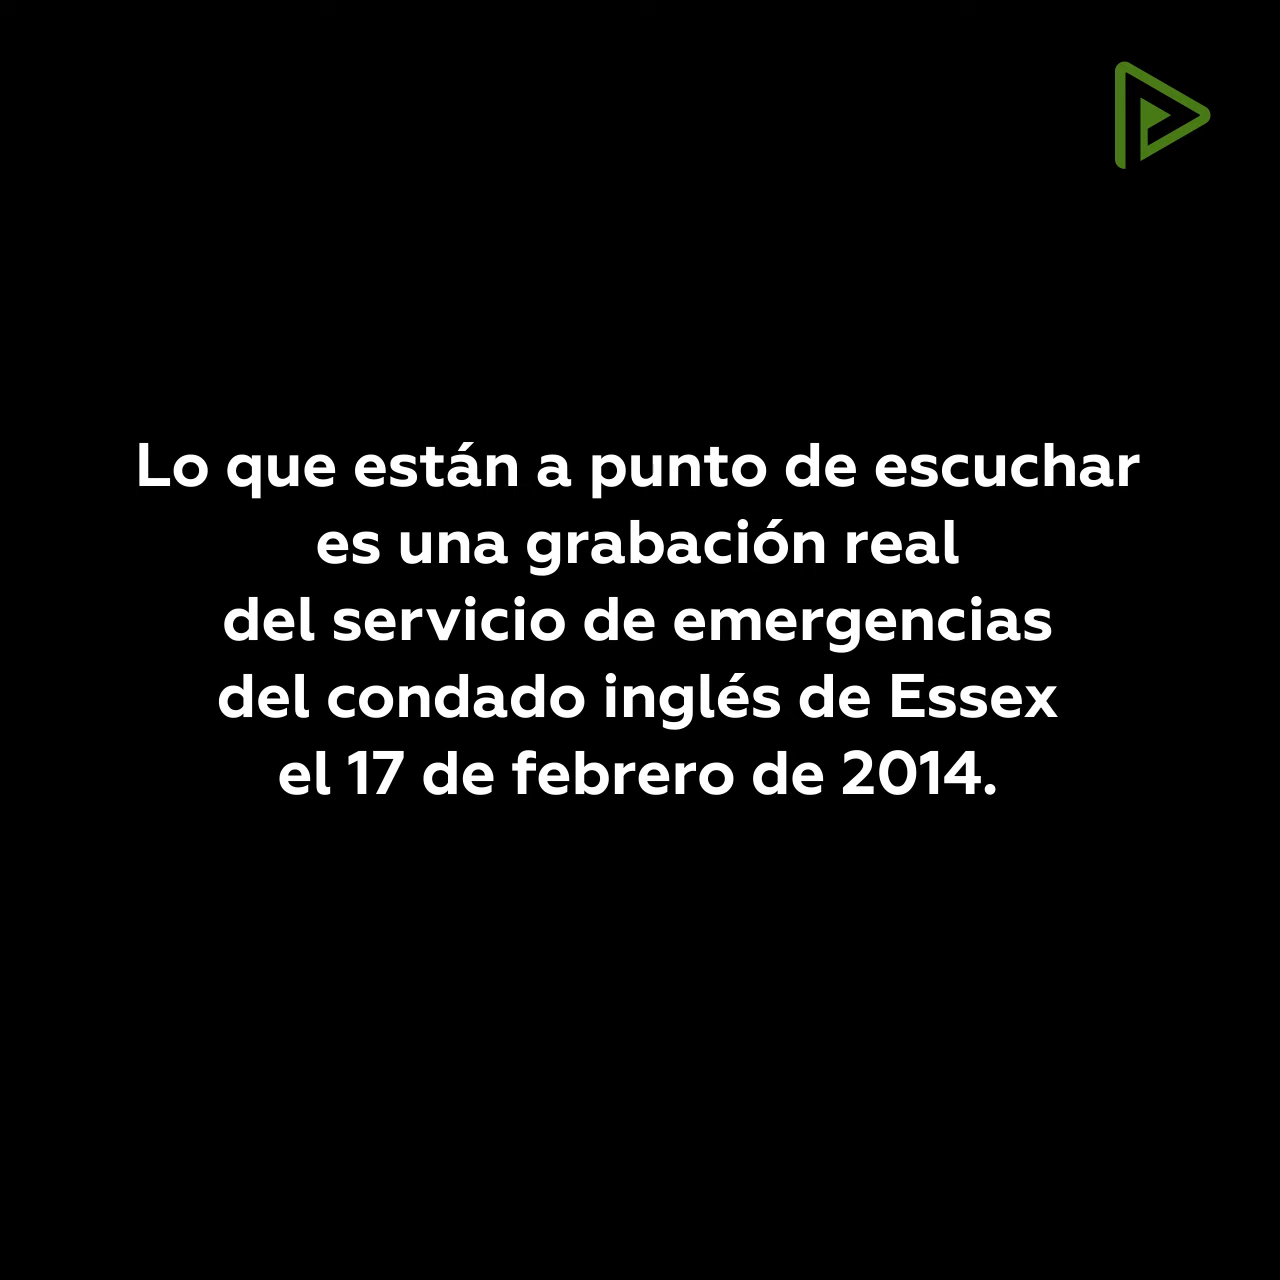 Lo que están a punto de escuchar
es una grabación real
del servicio de emergencias
del condado inglés de Essex
el 17 de febrero de 2014.